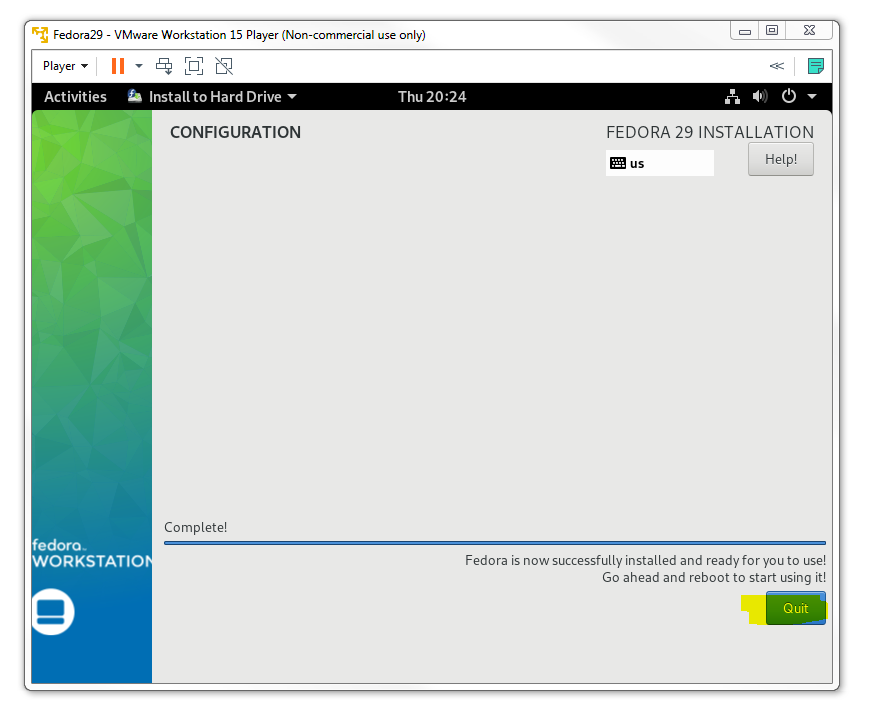 Fedora29 - VMware Workstation 15 Player (Non-commercial use only)
Player
Activities Install to Hard Drive Thu 20:24
CONFIGURATION
FEDORA 29 INSTALLATION
us
Help!
Complete!
Fedora is now successfully installed and ready for you to use!
Go ahead and reboot to start using it!
Quit
fedora
WORKSTATION